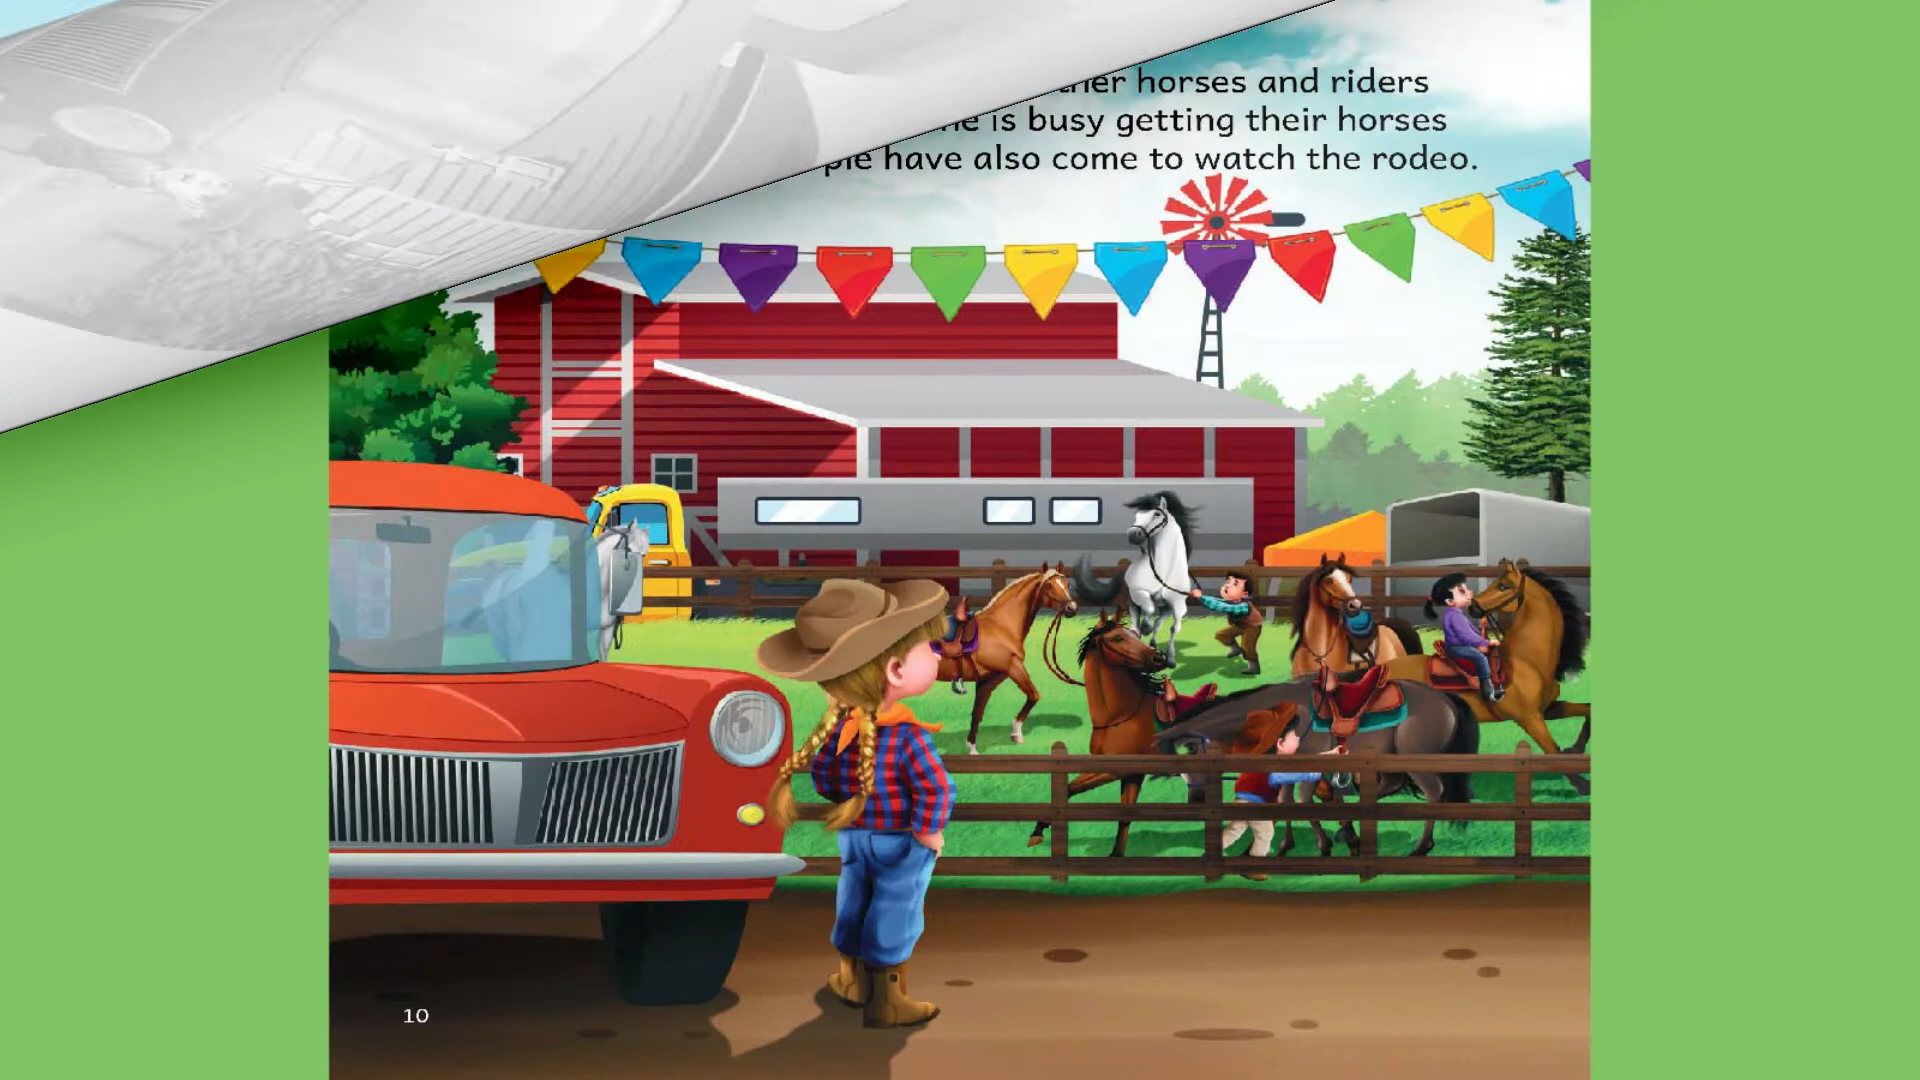 horses and riders
is busy getting their horses
have also come to watch the rodeo.
10